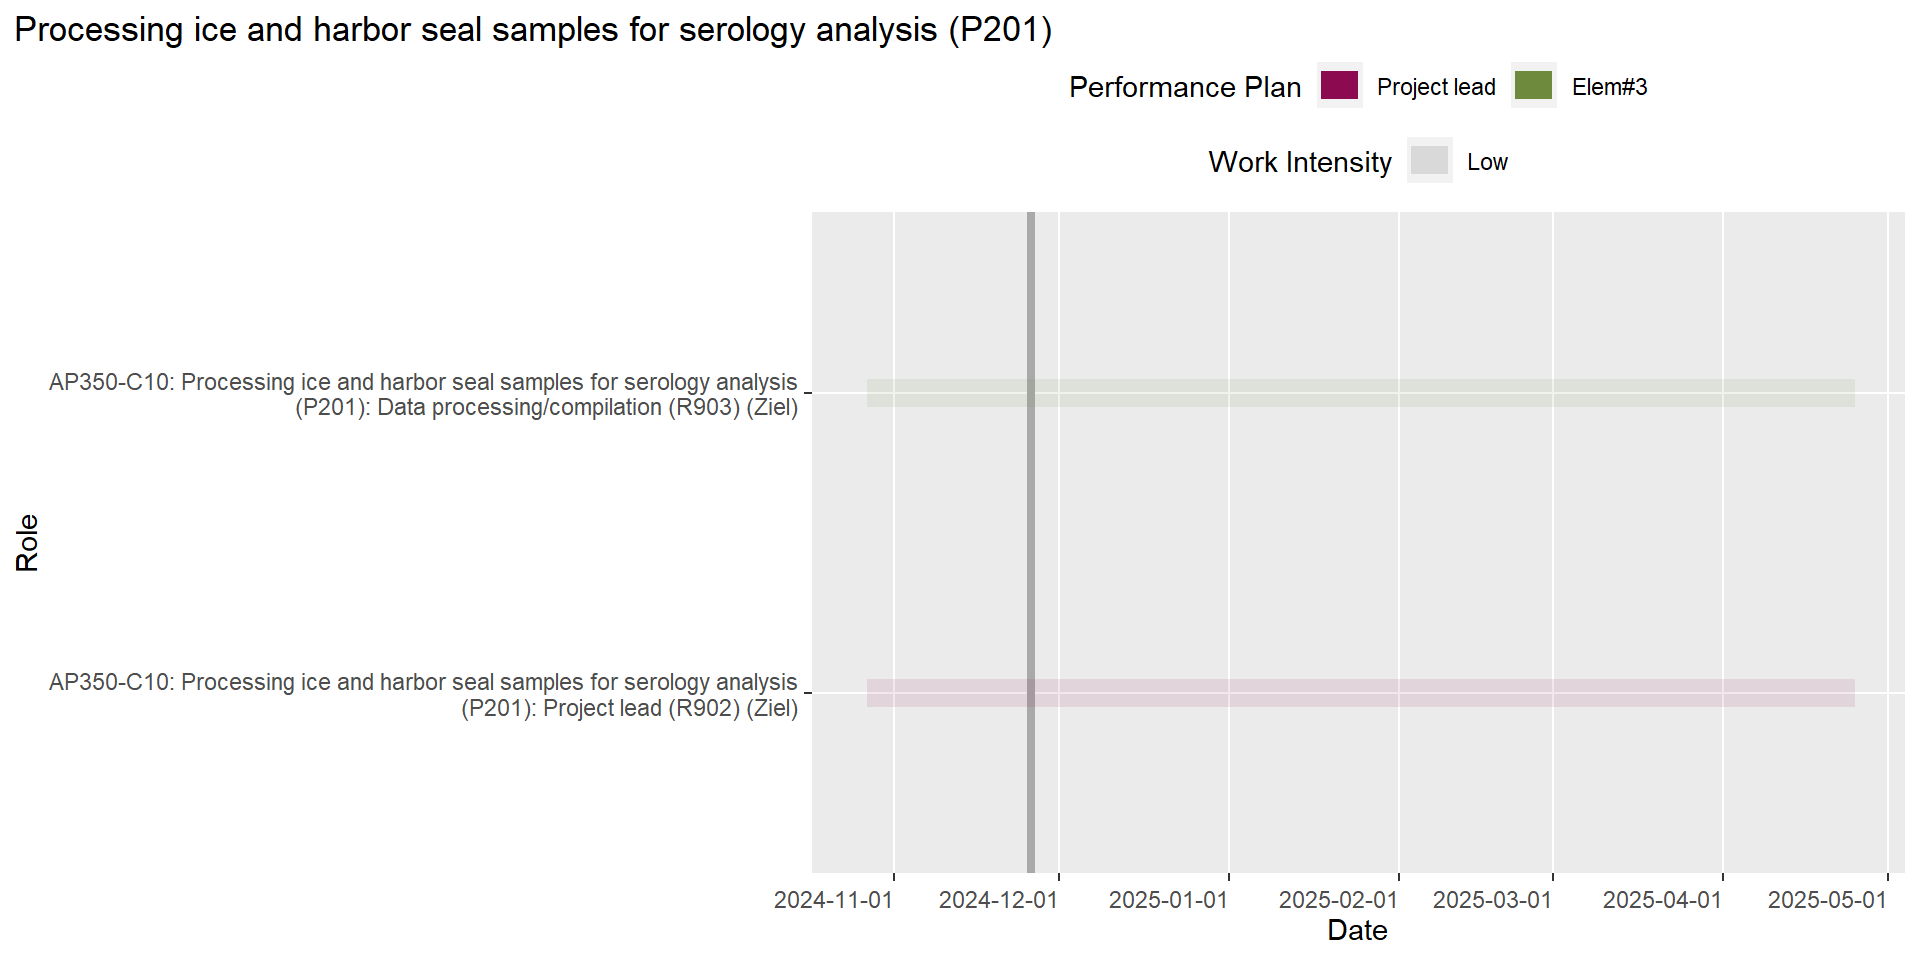 Processing ice and harbor seal samples for serology analysis (P201)
Performance Plan Project lead Elem#3
Work Intensity Low
AP350-C10: Processing ice and harbor seal samples for serology analysis
(P201): Data processing/compilation (R903) (Ziel)
Role
AP350-C10: Processing ice and harbor seal samples for serology analysis
(P201): Project lead (R902) (Ziel)
2024-11-01 2024-12-01 2025-01-01 2025-02-01 2025-03-01 2025-04-01 2025-05-01
Date